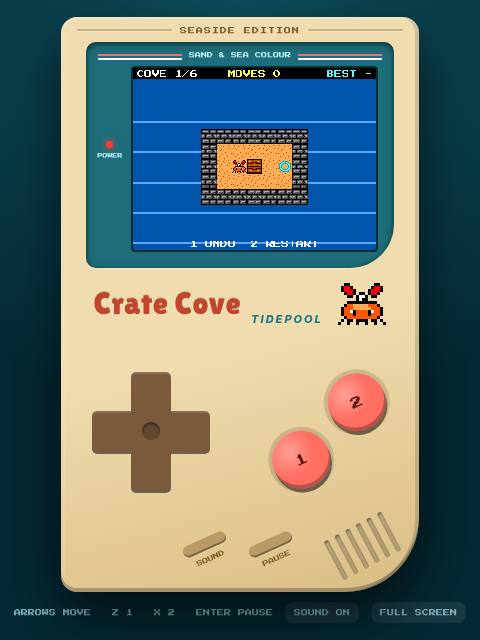 SEASIDE EDITION
SAND & SEA COLOUR
COVE 1/6 MOVES 0 BEST -
POWER
1 UNDO 2 RESTART
Crate Cove
TIDEPOOL
2
1
SOUND
PAUSE
ARROWS MOVE Z 1 X 2 ENTER PAUSE SOUND ON FULL SCREEN